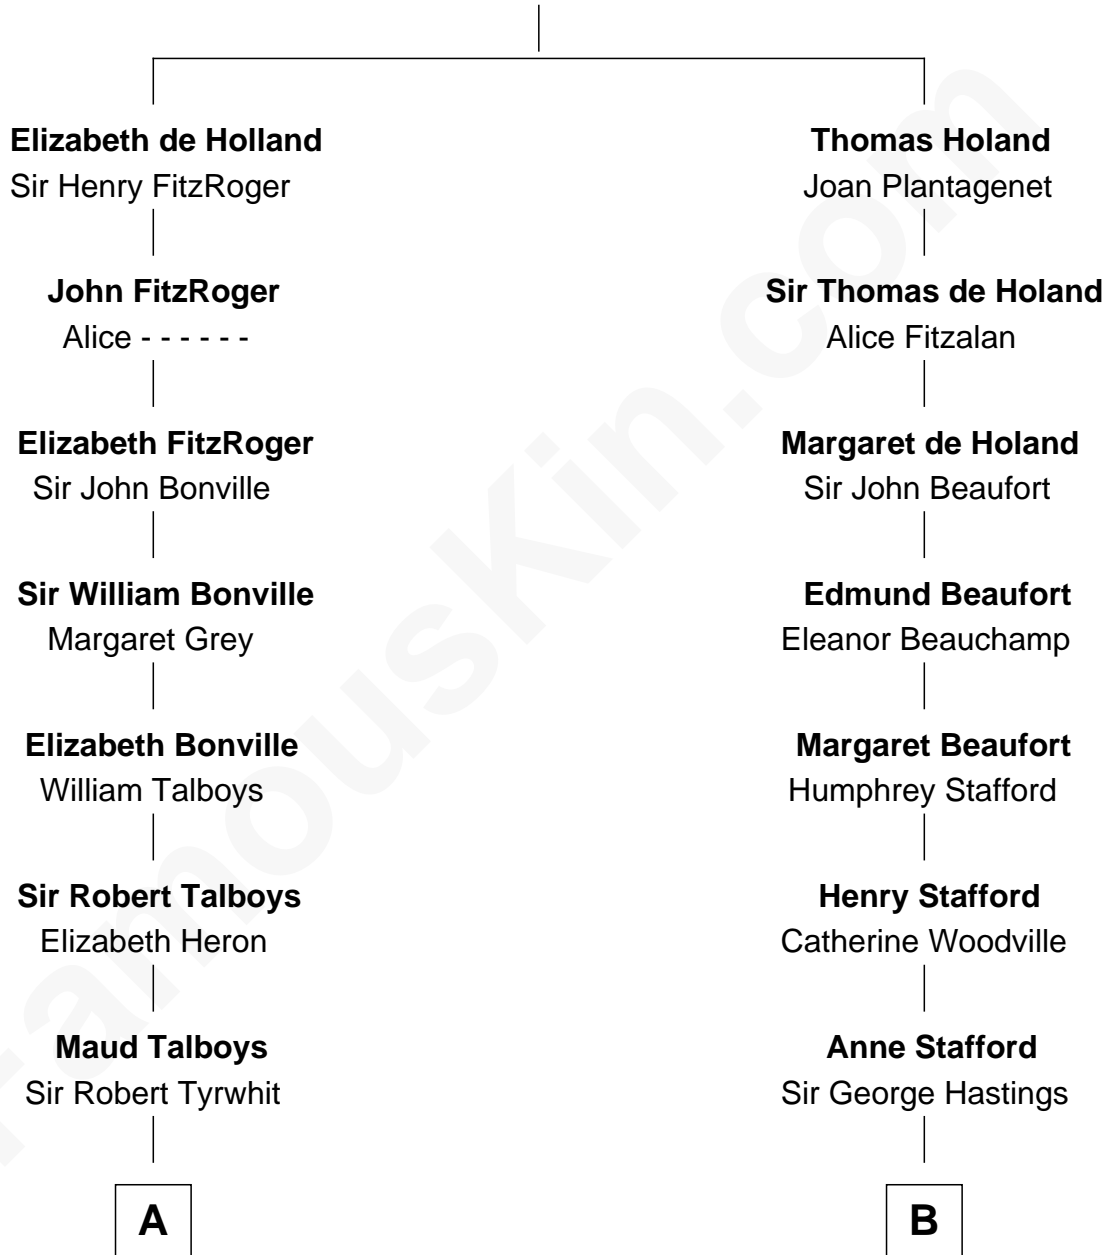 Elizabeth de Holland
Sir Henry FitzRoger
John FitzRoger
Alice - - - - - -
Elizabeth FitzRoger
Sir John Bonville
Sir William Bonville
Margaret Grey
Elizabeth Bonville
William Talboys
Sir Robert Talboys
Elizabeth Heron
Maud Talboys
Sir Robert Tyrwhit
A
Thomas Holand
Joan Plantagenet
Sir Thomas de Holand
Alice Fitzalan
Margaret de Holand
Sir John Beaufort
Edmund Beaufort
Eleanor Beauchamp
Margaret Beaufort
Humphrey Stafford
Henry Stafford
Catherine Woodville
Anne Stafford
Sir George Hastings
B
FamousKin.com